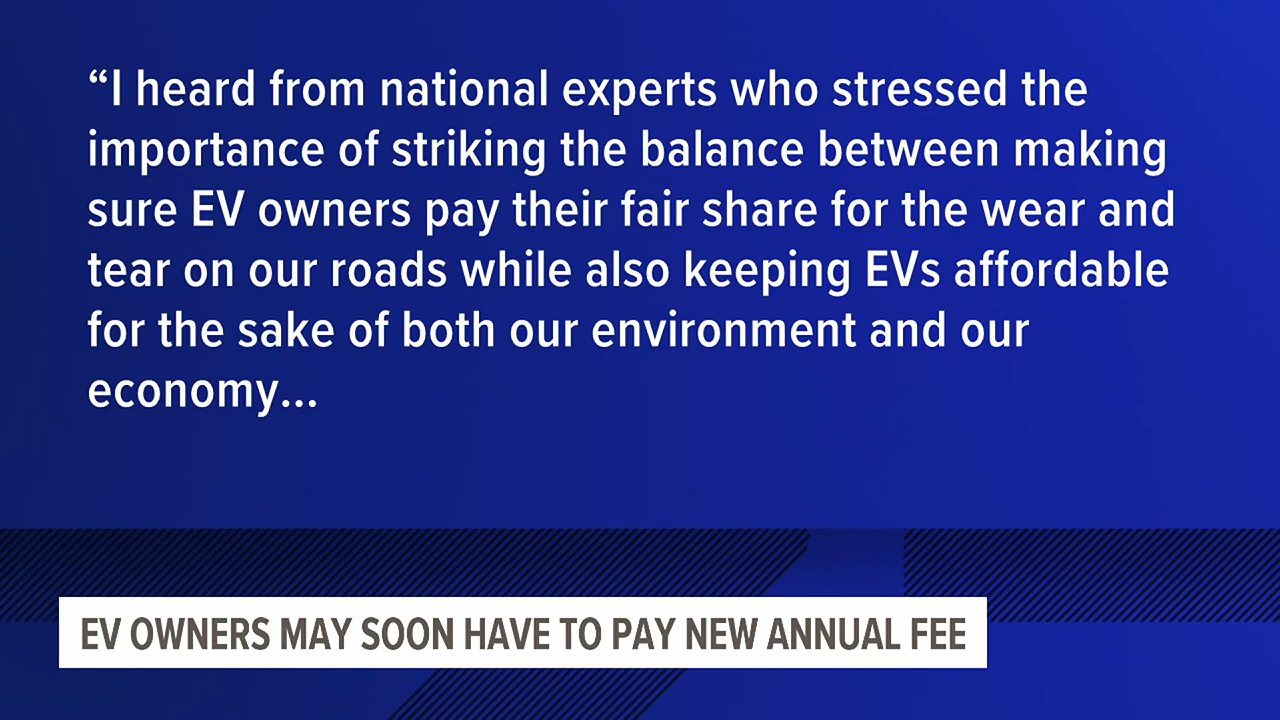 “I heard from national experts who stressed the
importance of striking the balance between making
sure EV owners pay their fair share for the wear and
tear on our roads while also keeping EVs affordable
for the sake of both our environment and our
economy...
EV OWNERS MAY SOON HAVE TO PAY NEW ANNUAL FEE